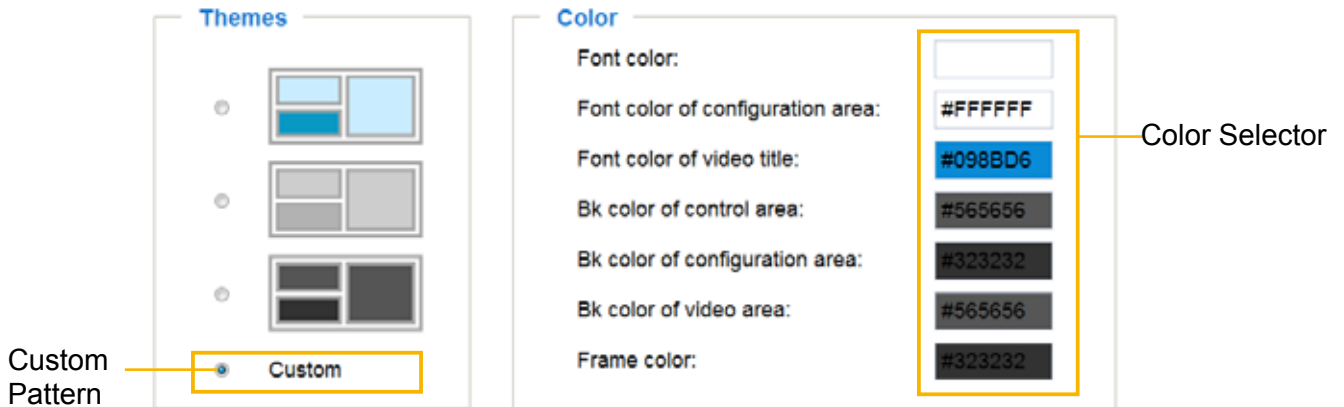 Themes
Custom
Custom
Pattern
Color
Font color:
Font color of configuration area: #FFFFFF
Font color of video title: #098BD6
Bk color of control area: #565656
Bk color of configuration area: #323232
Bk color of video area: #565656
Frame color: #323232
Color Selector